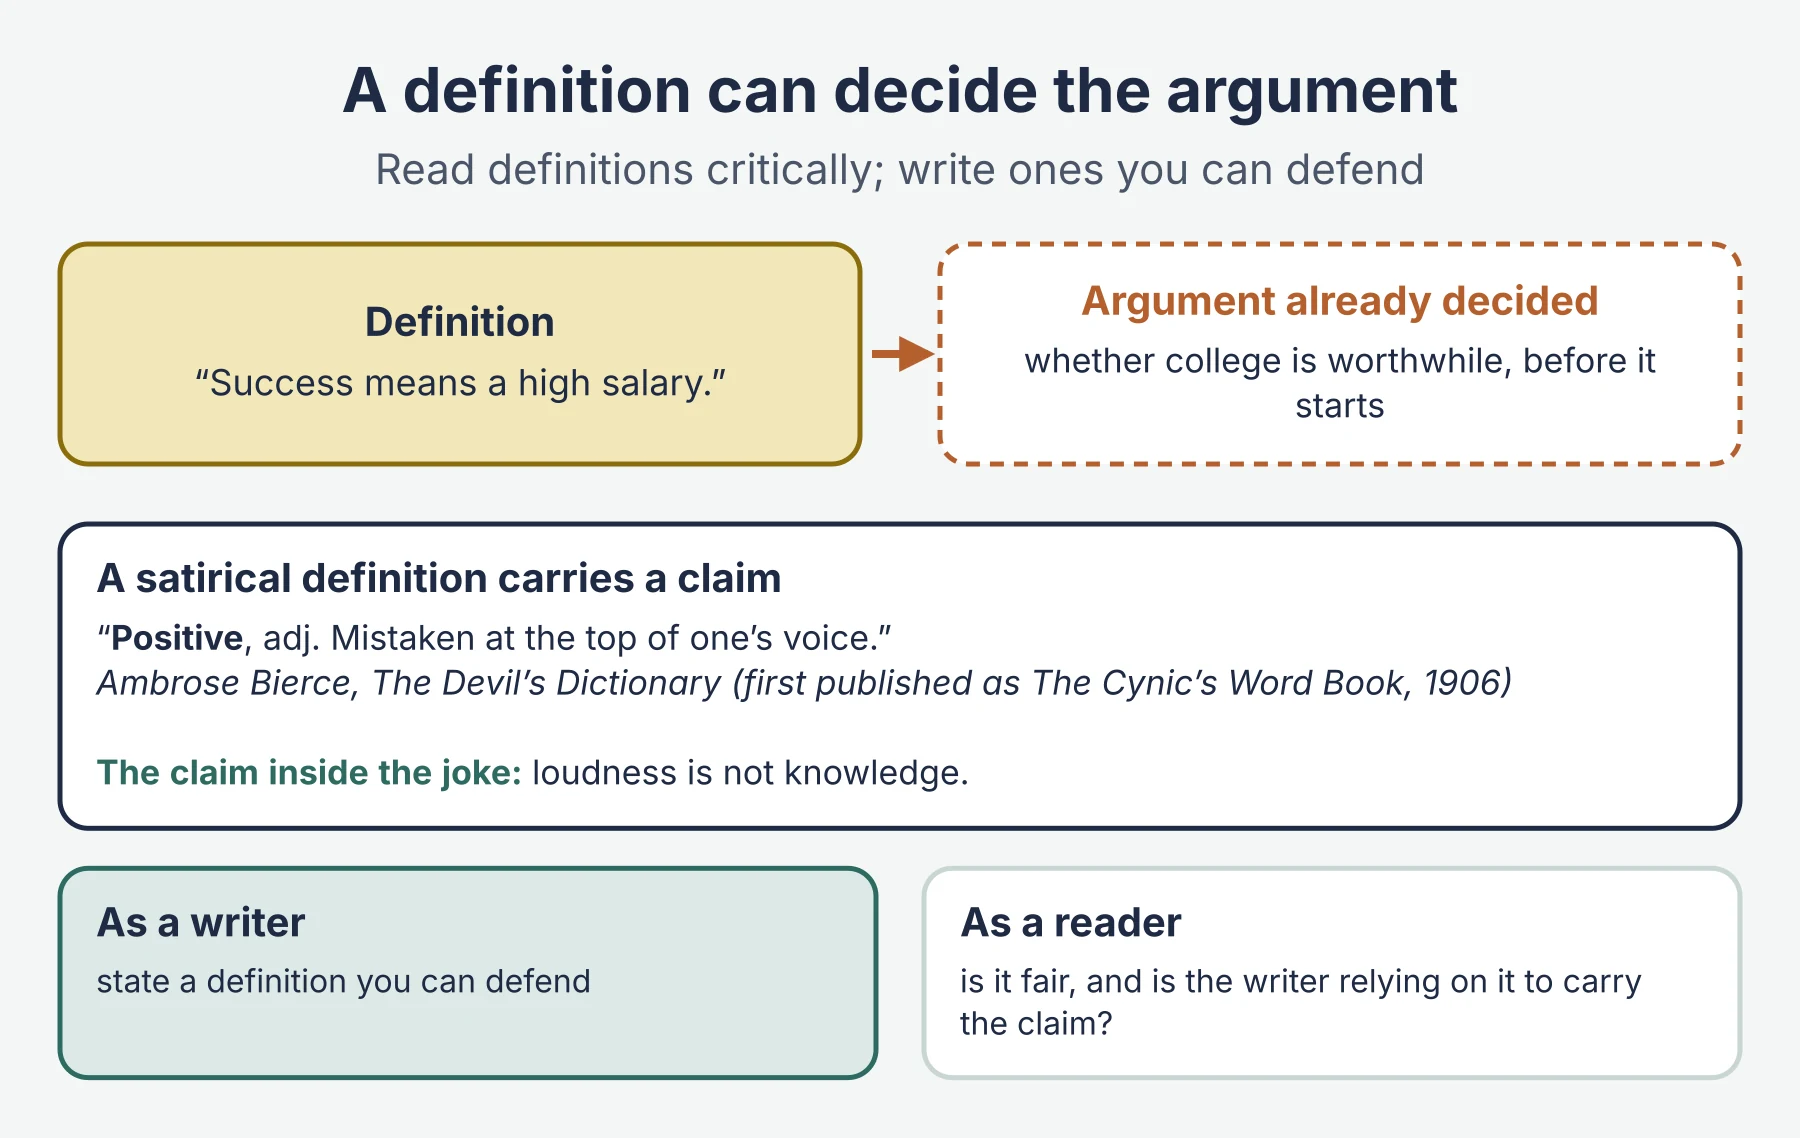 A definition can decide the argument
Read definitions critically; write ones you can defend
Definition
“Success means a high salary.”
Argument already decided
whether college is worthwhile, before it
starts
A satirical definition carries a claim
“Positive, adj. Mistaken at the top of one’s voice.”
Ambrose Bierce, The Devil’s Dictionary (first published as The Cynic’s Word Book, 1906)
The claim inside the joke: loudness is not knowledge.
As a writer
state a definition you can defend
As a reader
is it fair, and is the writer relying on it to carry
the claim?